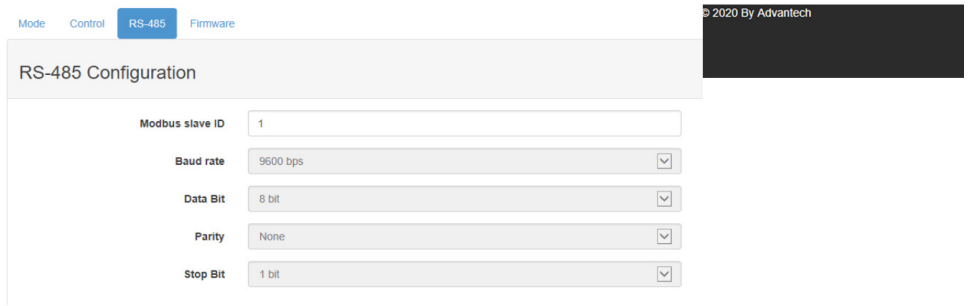 Mode Control RS-485 Firmware
© 2020 By Advantech
RS-485 Configuration
Modbus slave ID 1
Baud rate 9600 bps
Data Bit 8 bit
Parity None
Stop Bit 1 bit